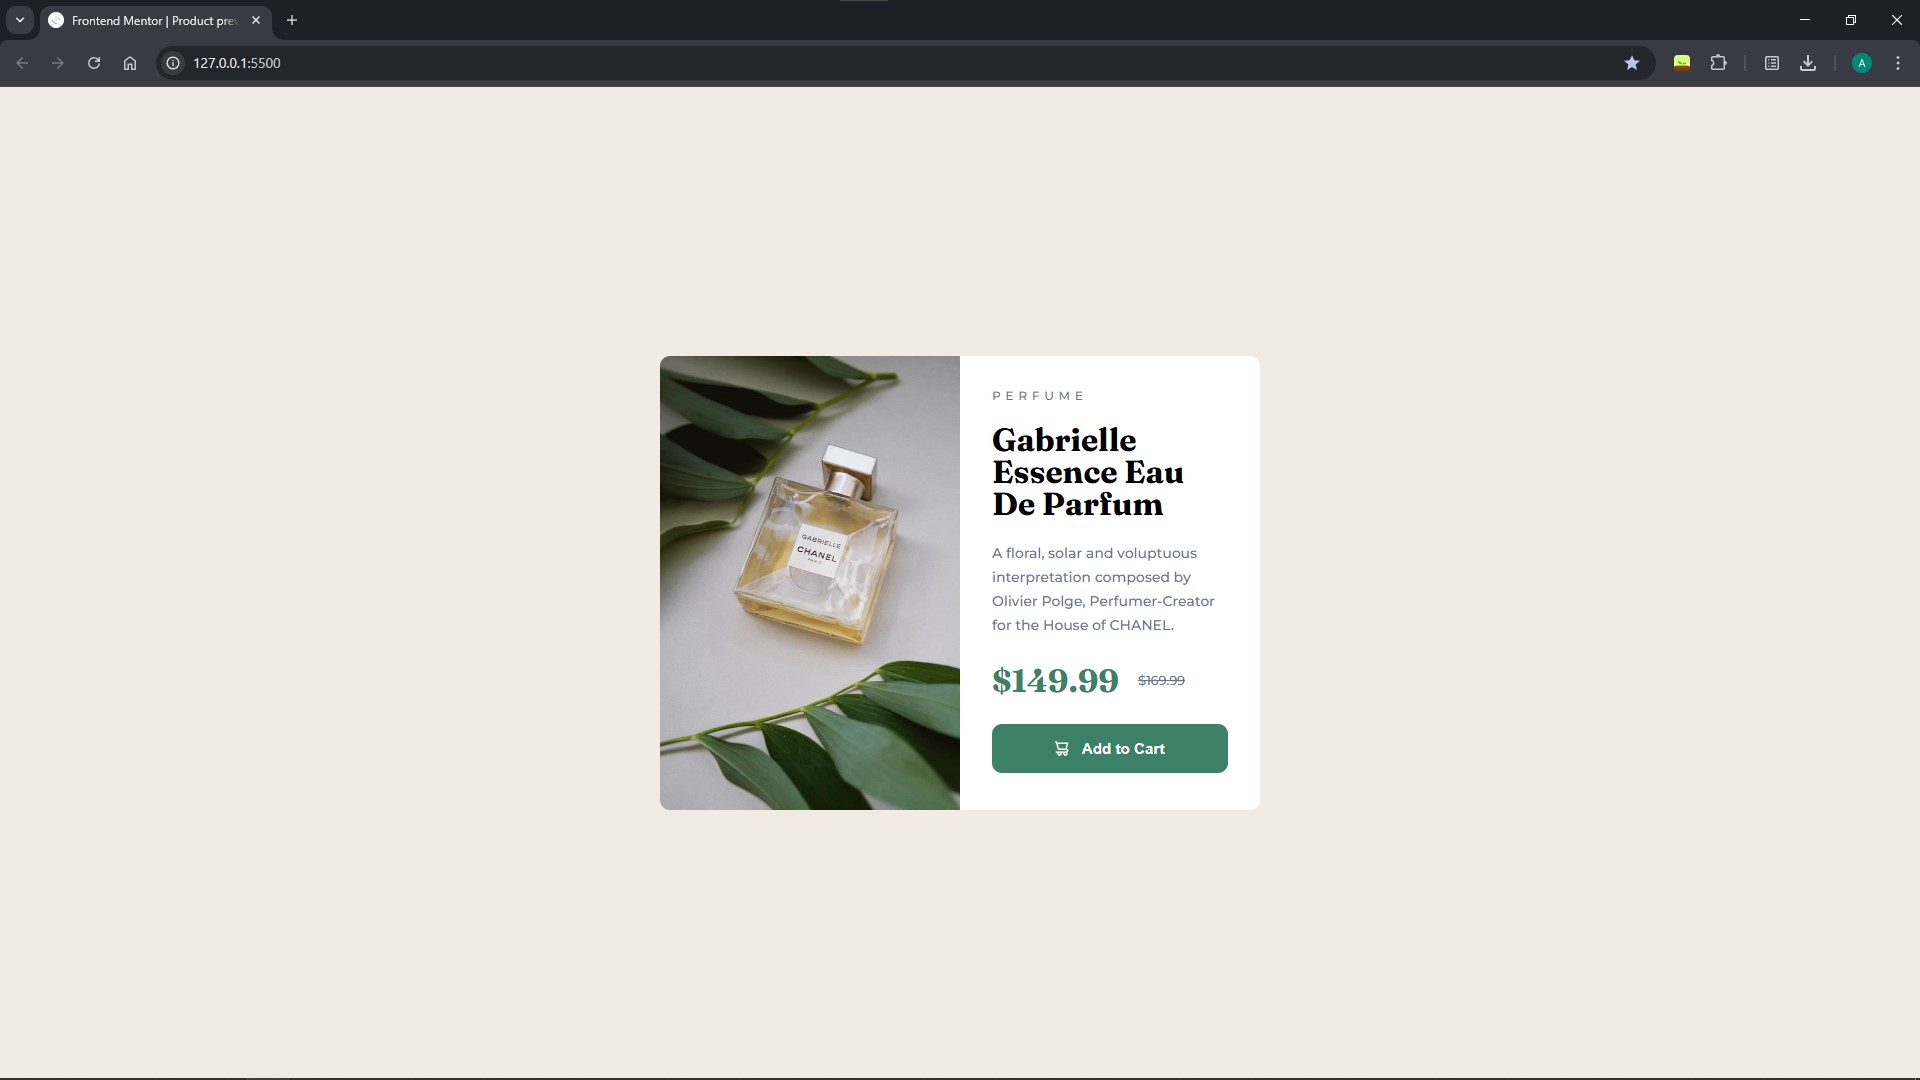 Frontend Mentor | Product prev
127.0.0.1:5500
A
PERFUME
Gabrielle
Essence Eau
De Parfum
A floral, solar and voluptuous
interpretation composed by
Olivier Polge, Perfumer-Creator
for the House of CHANEL.
$149.99 $169.99
Add to Cart
GABRIELLE
CHANEL
PARIS